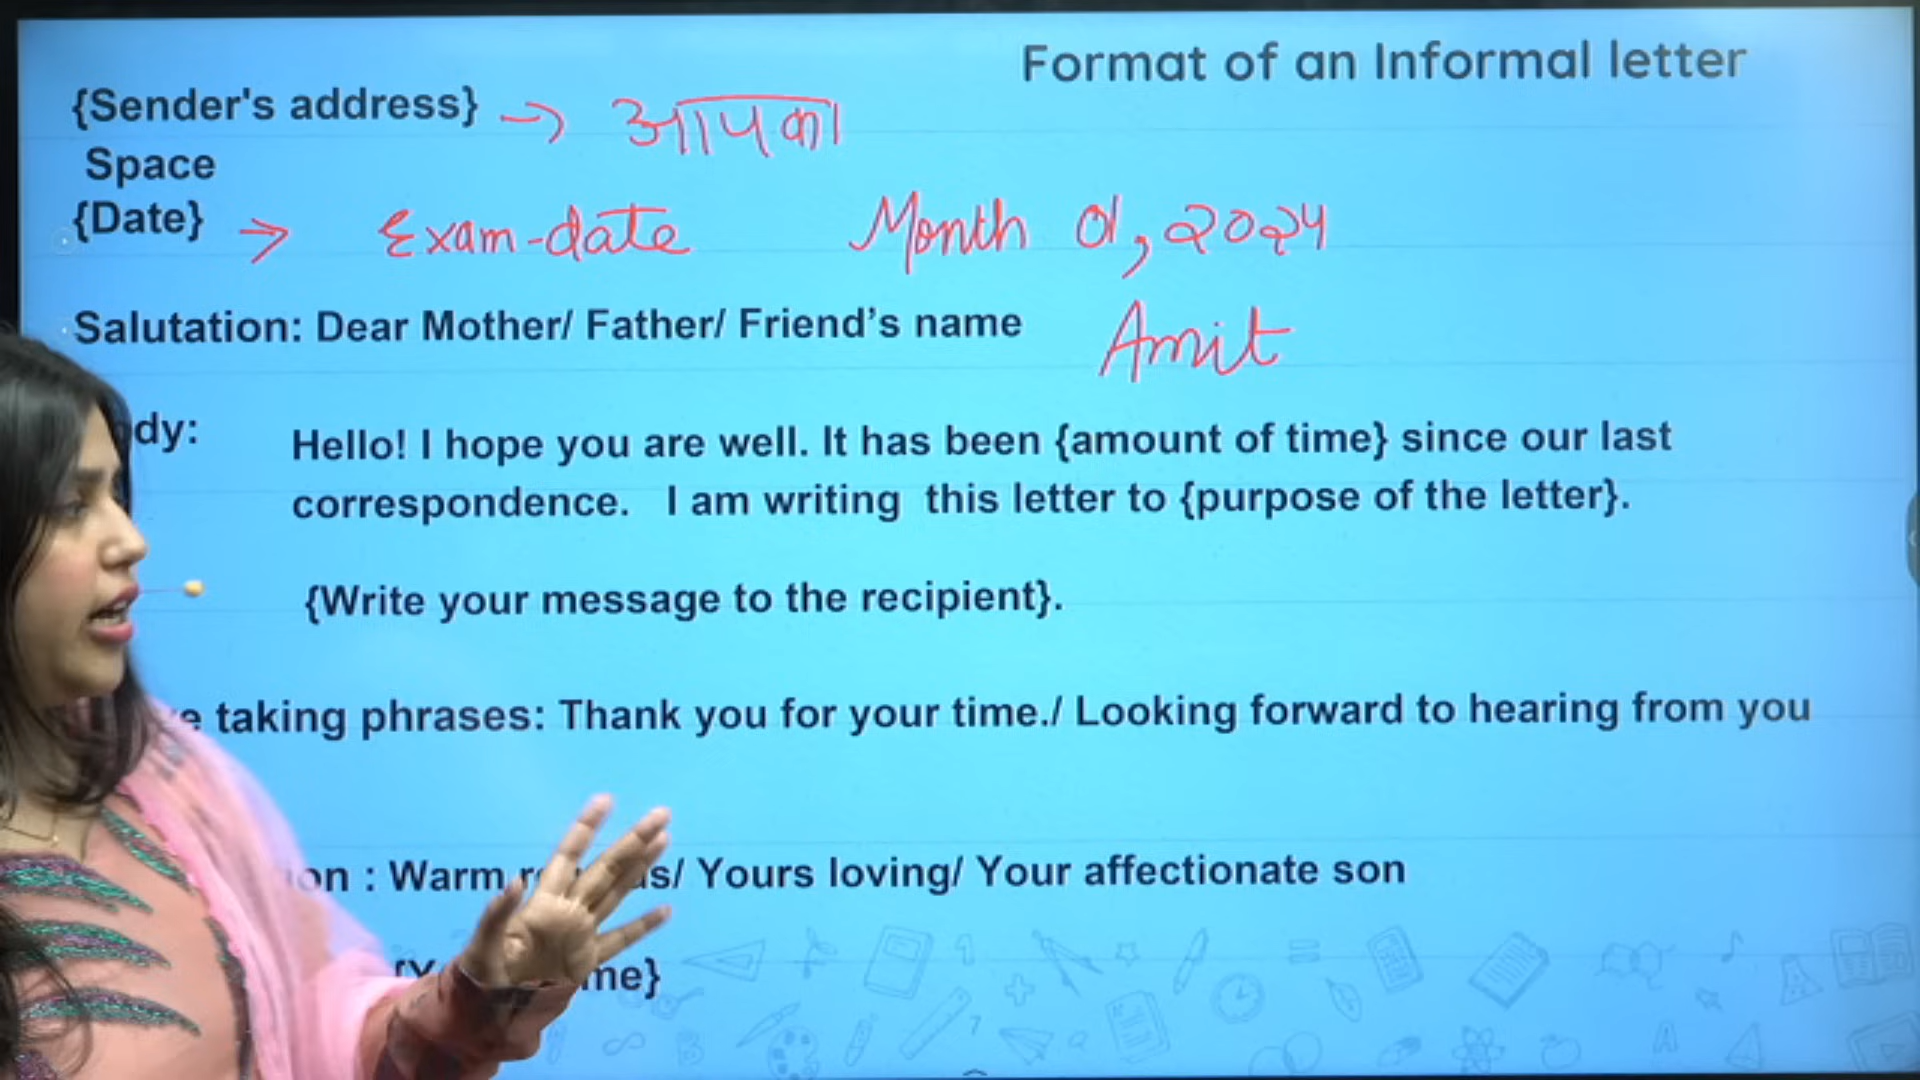 Format of an Informal letter
{Sender's address} → आपका
Space
{Date} → Exam-date Month 01, 2024
Salutation: Dear Mother/ Father/ Friend’s name Amit
dy:
Hello! I hope you are well. It has been {amount of time} since our last
correspondence. I am writing this letter to {purpose of the letter}.
{Write your message to the recipient}.
e taking phrases: Thank you for your time./ Looking forward to hearing from you
on : Warm / Yours loving/ Your affectionate son
me}